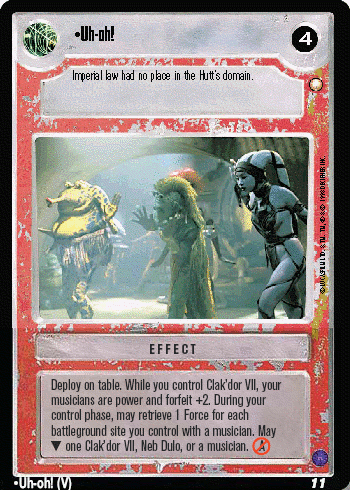 •Uh-oh!
4
Imperial law had no place in the Hutt's domain.
EFFECT
Deploy on table. While you control Clak'dor VII, your
musicians are power and forfeit +2. During your
control phase, may retrieve 1 Force for each
battleground site you control with a musician. May
▼ one Clak'dor VII, Neb Dulo, or a musician. A
•Uh-oh! (V)
11